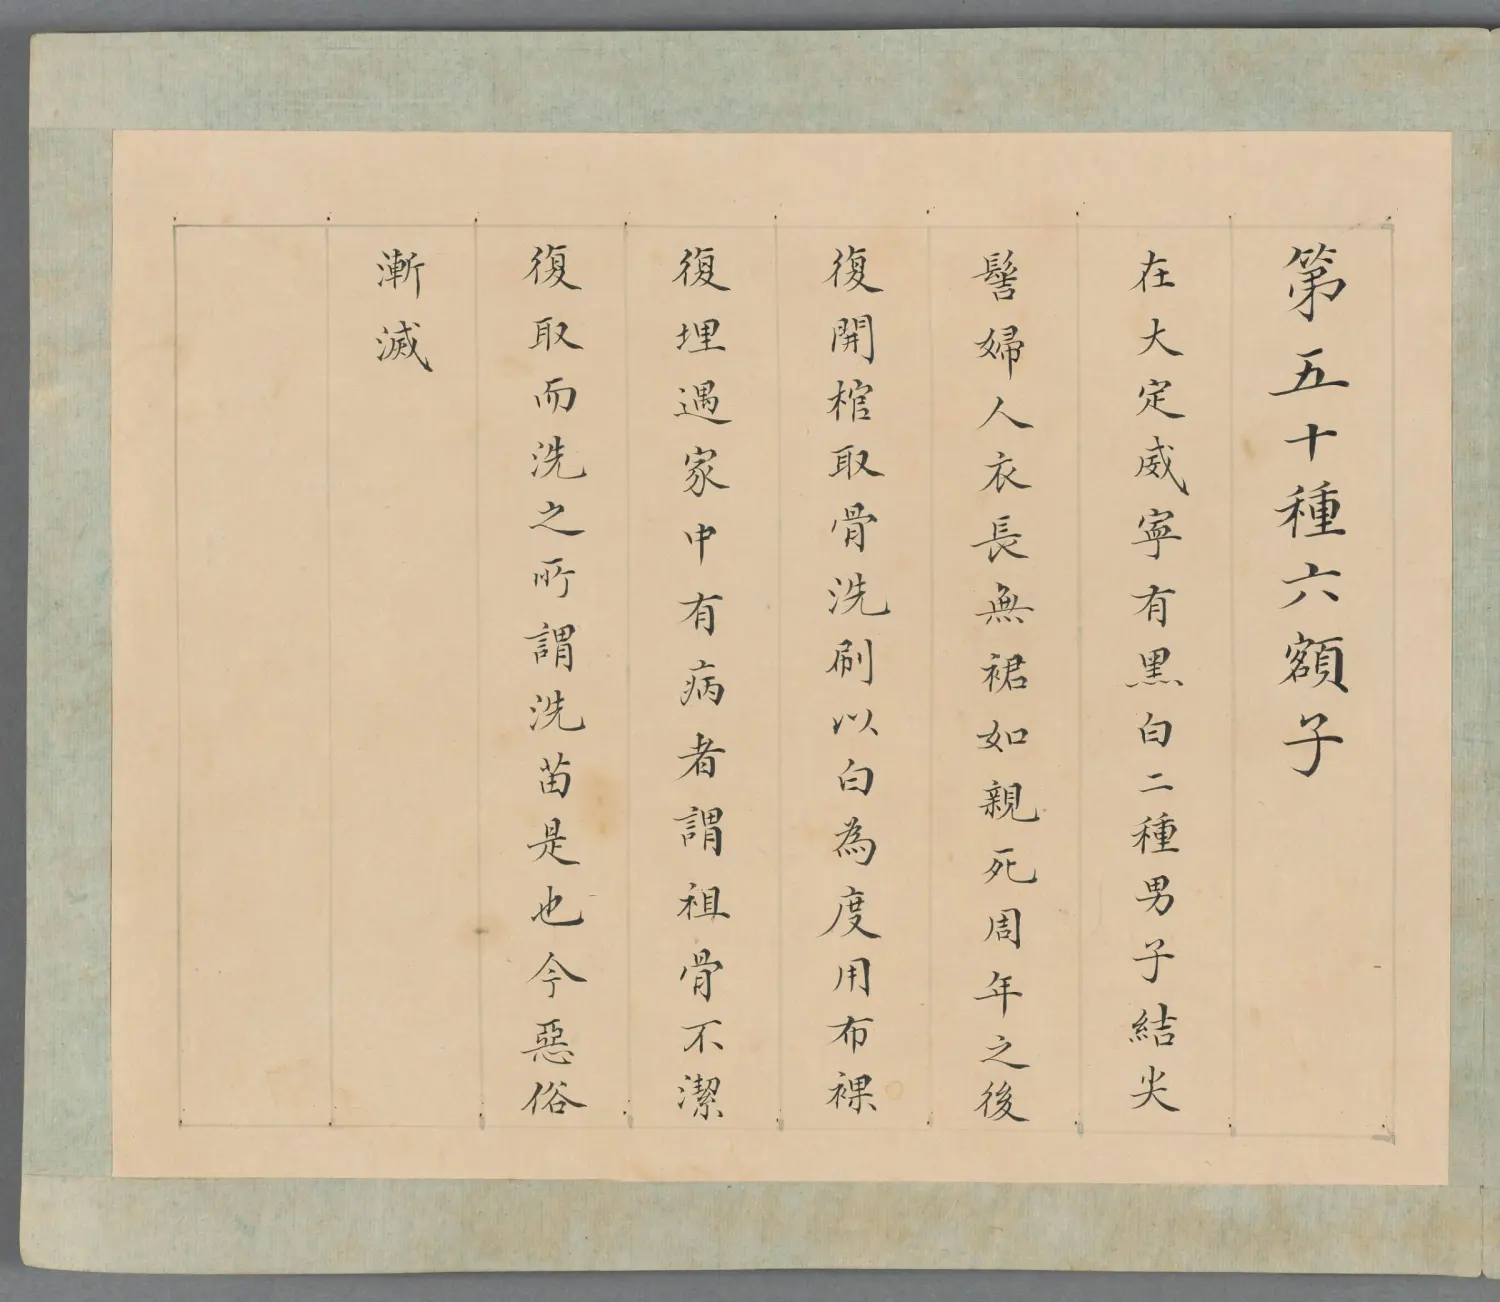 第五十種六額子
在大定威寧有黑白二種男子結尖
髻婦人衣長無裙如親死周年之後
復開棺取骨洗刷以白為度用布裸
復埋遇家中有病者謂祖骨不潔
復取而洗之所謂洗苗是也今惡俗
漸滅